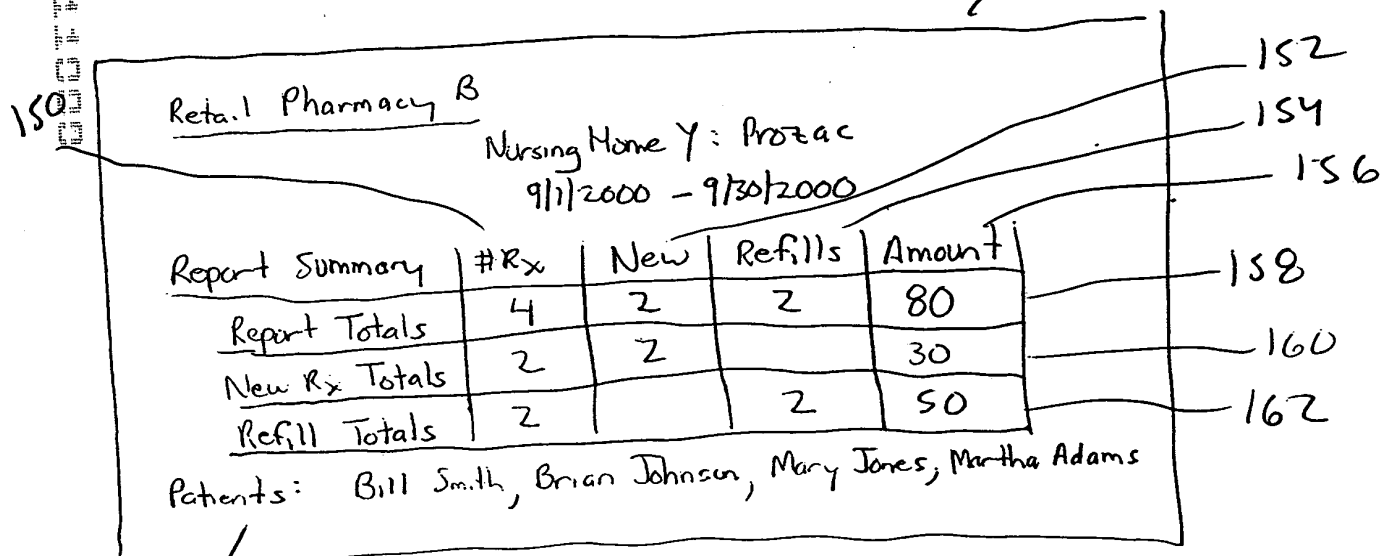 152
150
Retail Pharmacy B
154
Nursing Home Y: Prozac
156
9/1/2000 - 9/30/2000
Report Summary #Rx New Refills Amount
158
Report Totals 4 2 2 80
New Rx Totals 2 2 30
160
Refill Totals 2 2 50
162
Patients: Bill Smith, Brian Johnson, Mary Jones, Martha Adams